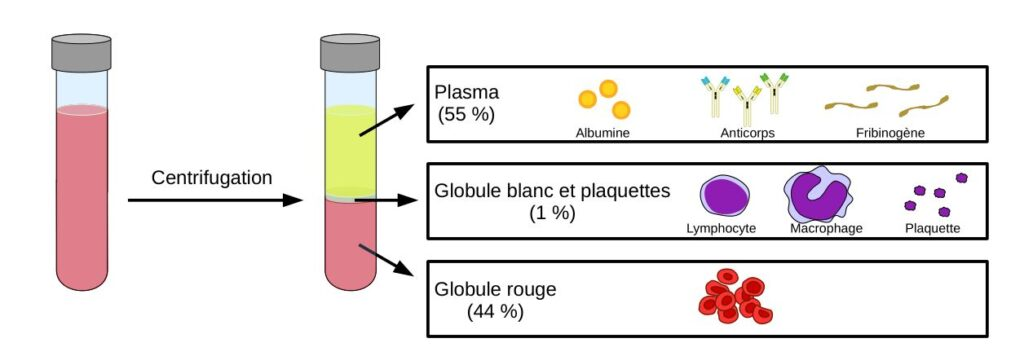 Centrifugation
Plasma
(55 %)
Albumine
Anticorps
Fribinogène
Globule blanc et plaquettes
(1 %)
Lymphocyte
Macrophage
Plaquette
Globule rouge
(44 %)